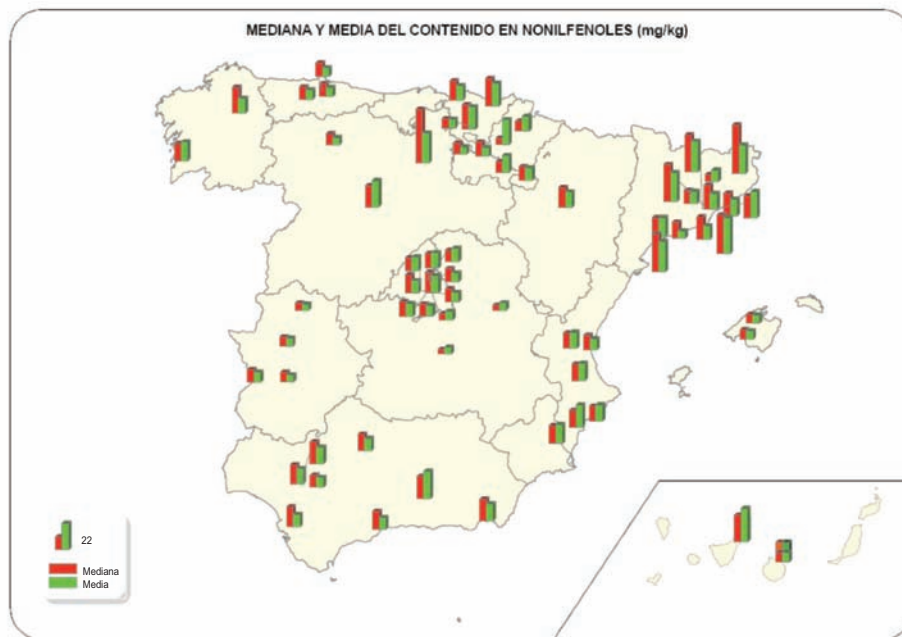 MEDIANA Y MEDIA DEL CONTENIDO EN NONILFENOLES (mg/kg)
22
Mediana
Media